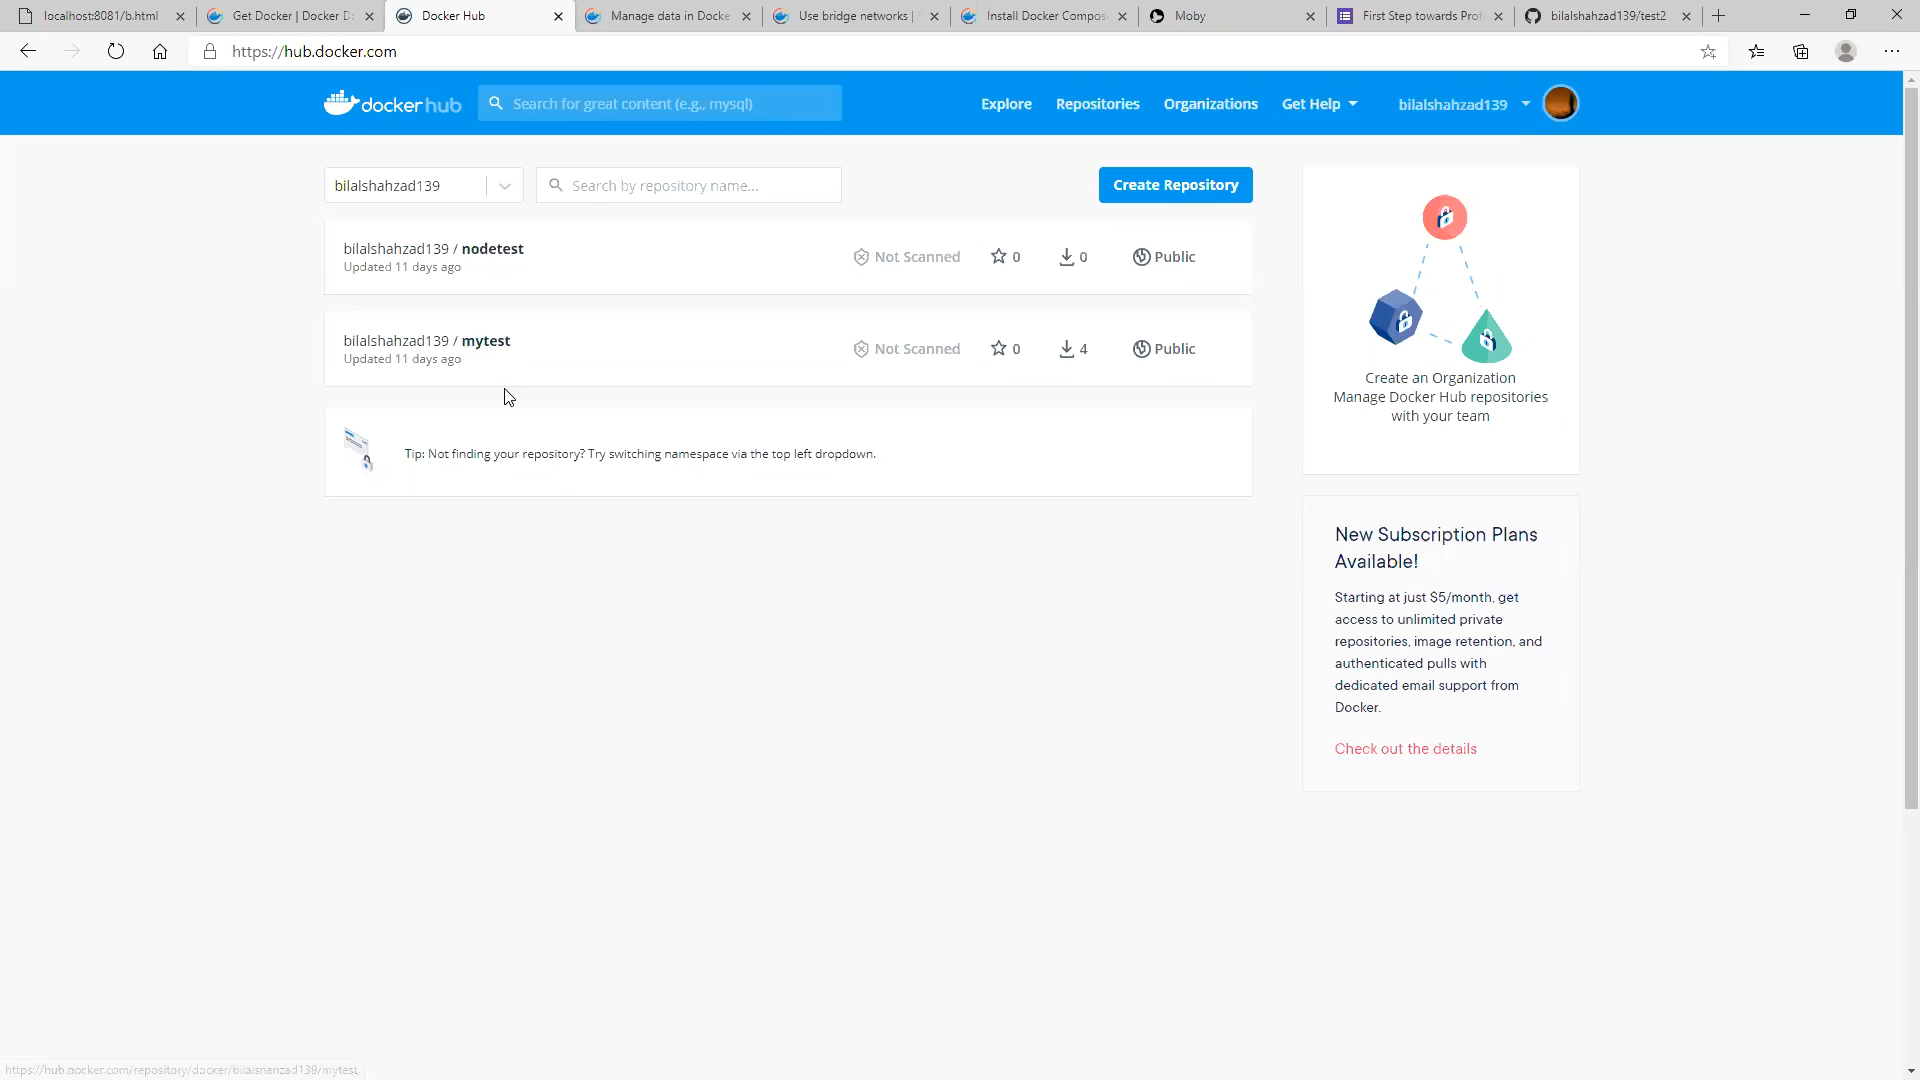 localhost:8081/b.html
Get Docker | Docker D
Docker Hub
Manage data in Docke
Use bridge networks |
Install Docker Compos
Moby
First Step towards Prof
bilalshahzad139/test2
https://hub.docker.com
dockerhub
Search for great content (e.g., mysql)
Explore
Repositories
Organizations
Get Help
bilalshahzad139
bilalshahzad139
Search by repository name...
Create Repository
bilalshahzad139 / nodetest
Updated 11 days ago
Not Scanned
0
0
Public
bilalshahzad139 / mytest
Updated 11 days ago
Not Scanned
0
4
Public
Tip: Not finding your repository? Try switching namespace via the top left dropdown.
Create an Organization
Manage Docker Hub repositories
with your team
New Subscription Plans
Available!
Starting at just $5/month, get
access to unlimited private
repositories, image retention, and
authenticated pulls with
dedicated email support from
Docker.
Check out the details
https://hub.docker.com/repository/docker/bilalshahzad139/mytest